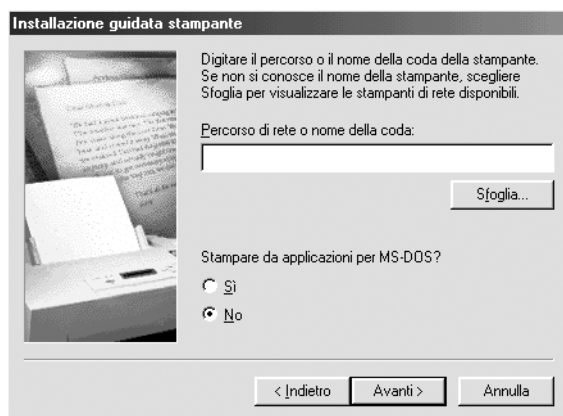 Installazione guidata stampante
Digitare il percorso o il nome della coda della stampante.
Se non si conosce il nome della stampante, scegliere
Sfoglia per visualizzare le stampanti di rete disponibili.
Percorso di rete o nome della coda:
Sfoglia...
Stampare da applicazioni per MS-DOS?
Sì
No
< Indietro
Avanti >
Annulla